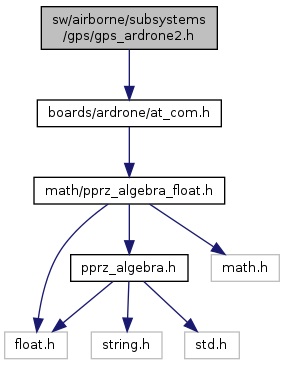 sw/airborne/subsystems
/gps/gps_ardrone2.h
boards/ardrone/at_com.h
math/pprz_algebra_float.h
pprz_algebra.h
math.h
float.h
string.h
std.h